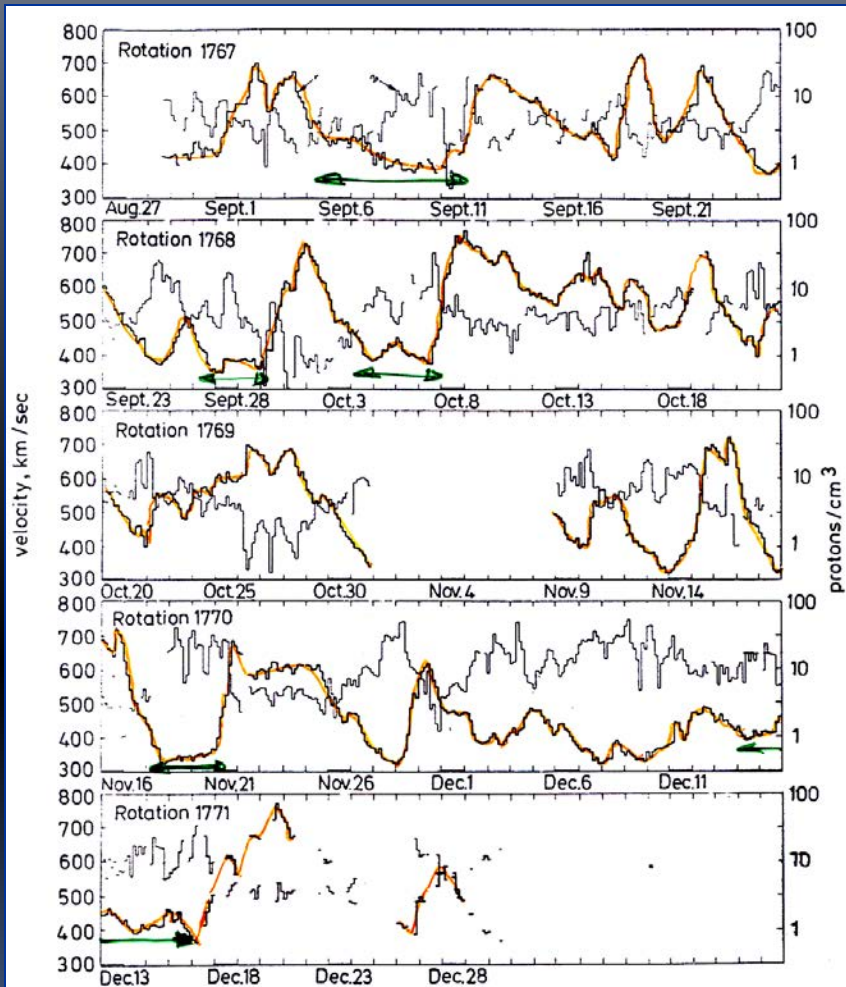 velocity, km/sec
protons/cm³
800 Rotation 1767 100
700
600 10
500
400 1
300
Aug.27 Sept.1 Sept.6 Sept.11 Sept.16 Sept.21
800 Rotation 1768 100
700
600 10
500
400 1
300
Sept.23 Sept.28 Oct.3 Oct.8 Oct.13 Oct.18
800 Rotation 1769 100
700
600 10
500
400 1
300
Oct.20 Oct.25 Oct.30 Nov.4 Nov.9 Nov.14
800 Rotation 1770 100
700
600 10
500
400 1
300
Nov.16 Nov.21 Nov.26 Dec.1 Dec.6 Dec.11
800 Rotation 1771 100
700
600 10
500
400 1
300
Dec.13 Dec.18 Dec.23 Dec.28